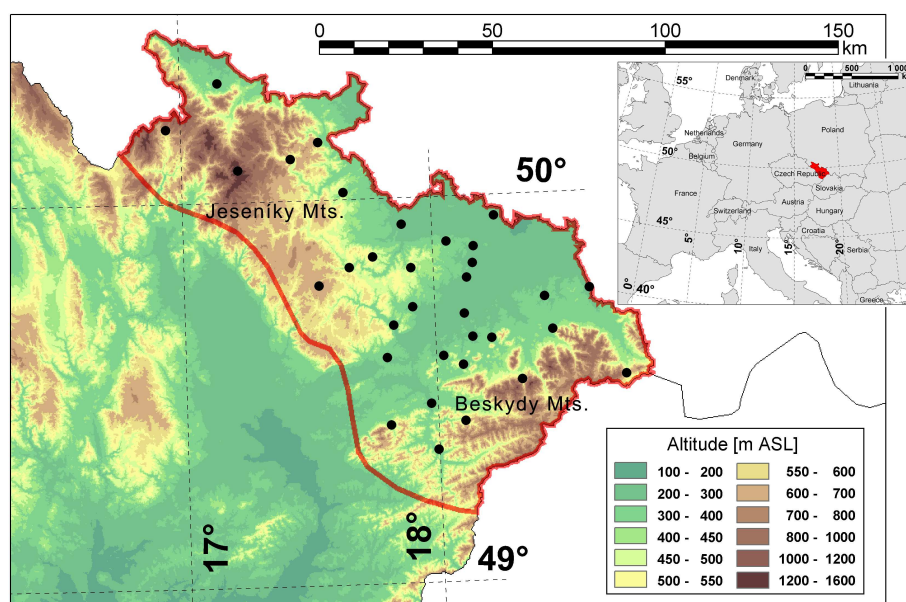 0 50 100 150
km
50°
Jeseníky Mts.
Beskydy Mts.
17°
18°
49°
0 500 1 000
km
55°
Denmark
Lithuania
Netherlands
Poland
50°
Germany
Belgium
Czech Republic
Slovakia
France
Austria
Hungary
Switzerland
45°
Croatia
Serbia
Italy
5°
10°
15°
20°
0°
40°
Greece
Altitude [m ASL]
100 - 200 550 - 600
200 - 300 600 - 700
300 - 400 700 - 800
400 - 450 800 - 1000
450 - 500 1000 - 1200
500 - 550 1200 - 1600